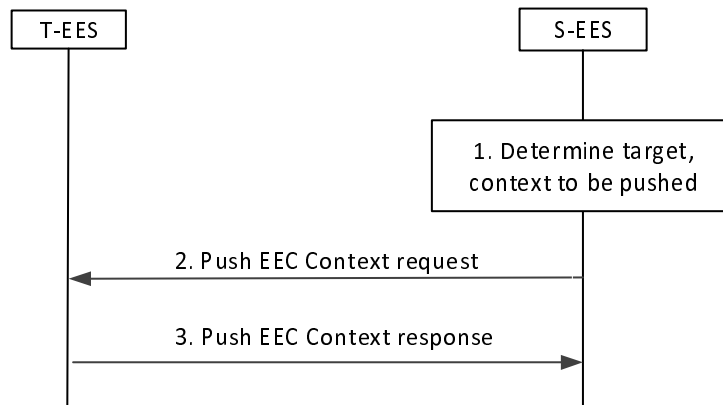 T-EES
S-EES
1. Determine target,
context to be pushed
2. Push EEC Context request
3. Push EEC Context response